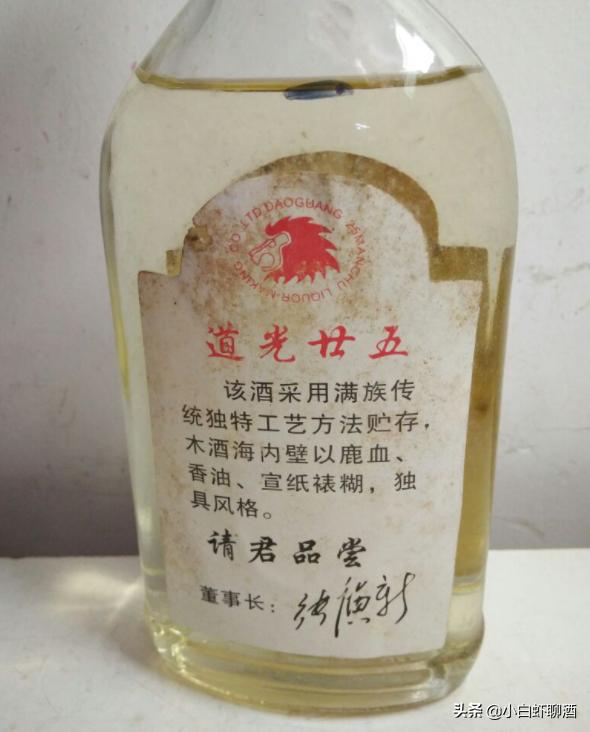 CO.LTD DAOGUANG 25 MANCHU LIQUOR-MAKING
道光廿五
该酒采用满族传
统独特工艺方法贮存，
木酒海内壁以鹿血、
香油、宣纸裱糊，独
具风格。
请君品尝
董事长：
头条 @小白虾聊酒